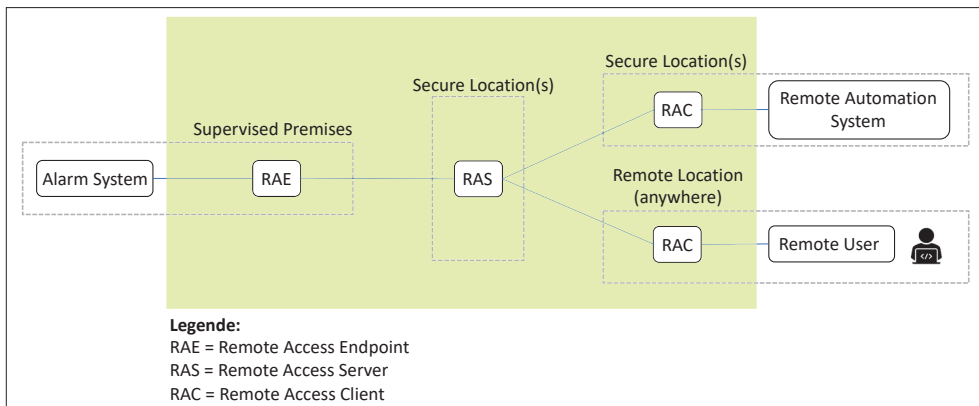 Secure Location(s)
Secure Location(s)
RAC
Remote Automation
System
Supervised Premises
Alarm System
RAE
RAS
Remote Location
(anywhere)
RAC
Remote User
Legende:
RAE = Remote Access Endpoint
RAS = Remote Access Server
RAC = Remote Access Client